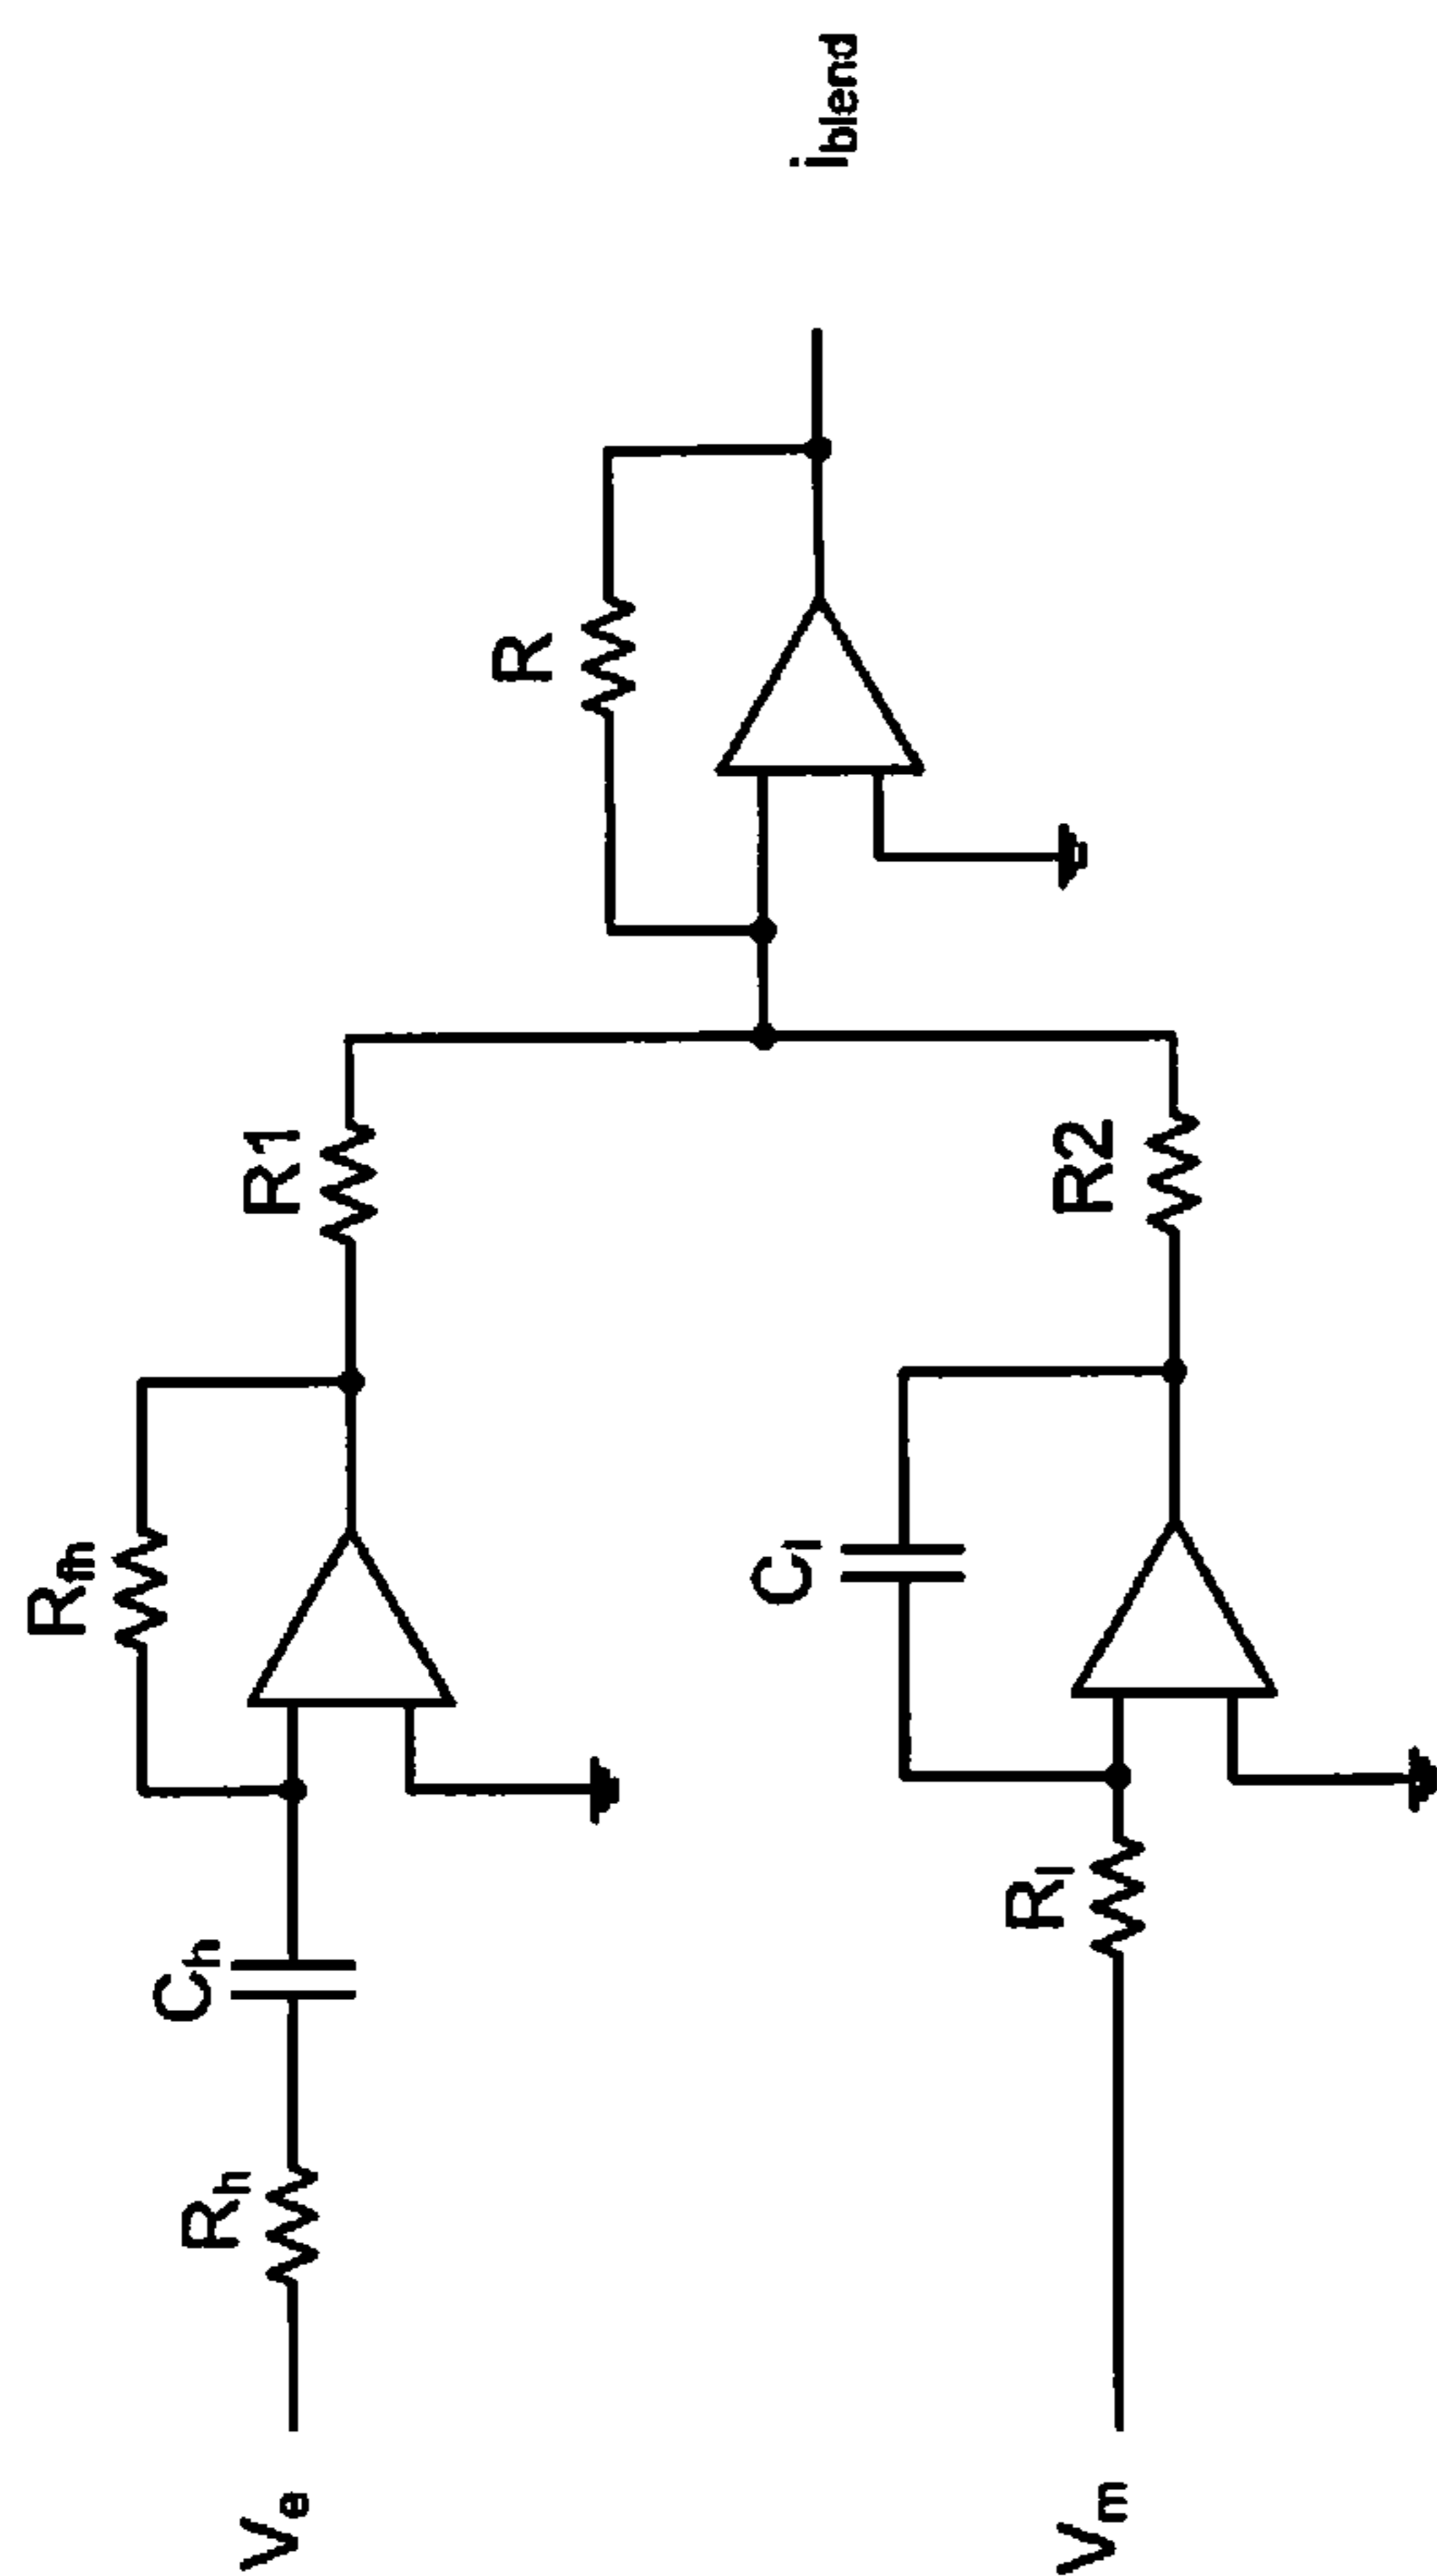 R_fh
V_e
R_h
C_h
R1
R
i_blend
C_l
V_m
R_l
R2